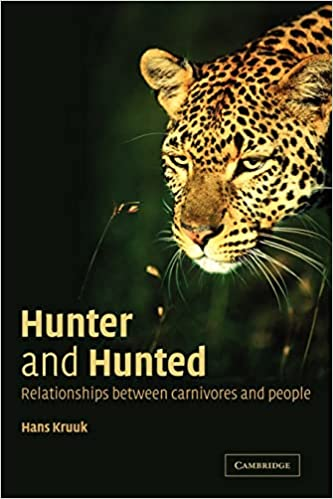 Hunter
and Hunted
Relationships between carnivores and people
Hans Kruuk
CAMBRIDGE